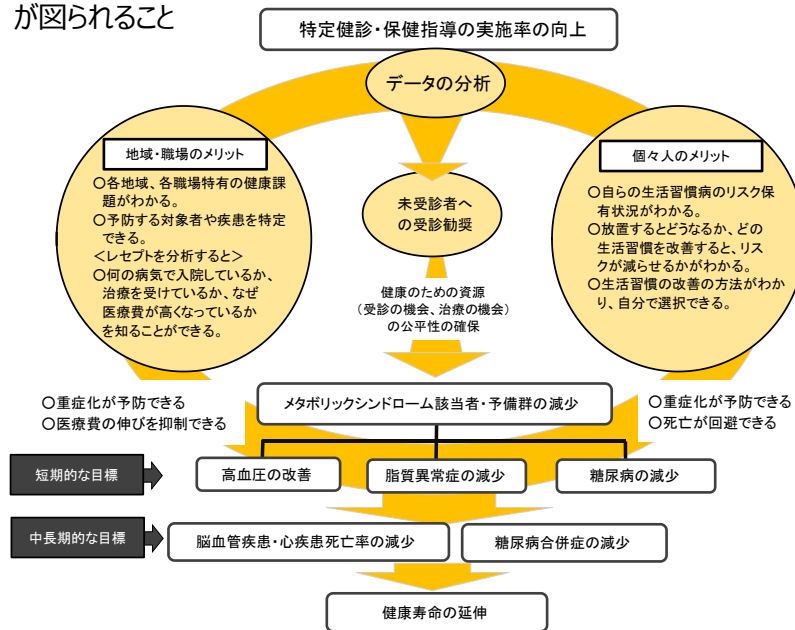 が図られること
特定健診・保健指導の実施率の向上
データの分析
地域・職場のメリット
○各地域、各職場特有の健康課
題がわかる。
○予防する対象者や疾患を特定
できる。
＜レセプトを分析すると＞
○何の病気で入院しているか、
治療を受けているか、なぜ
医療費が高くなっているか
を知ることができる。
未受診者へ
の受診勧奨
個々人のメリット
○自らの生活習慣病のリスク保
有状況がわかる。
○放置するとどうなるか、どの
生活習慣を改善すると、リス
クが減らせるかがわかる。
○生活習慣の改善の方法がわか
り、自分で選択できる。
健康のための資源
（受診の機会、治療の機会）
の公平性の確保
○重症化が予防できる
○医療費の伸びを抑制できる
メタボリックシンドローム該当者・予備群の減少
○重症化が予防できる
○死亡が回避できる
短期的な目標
高血圧の改善
脂質異常症の減少
糖尿病の減少
中長期的な目標
脳血管疾患・心疾患死亡率の減少
糖尿病合併症の減少
健康寿命の延伸